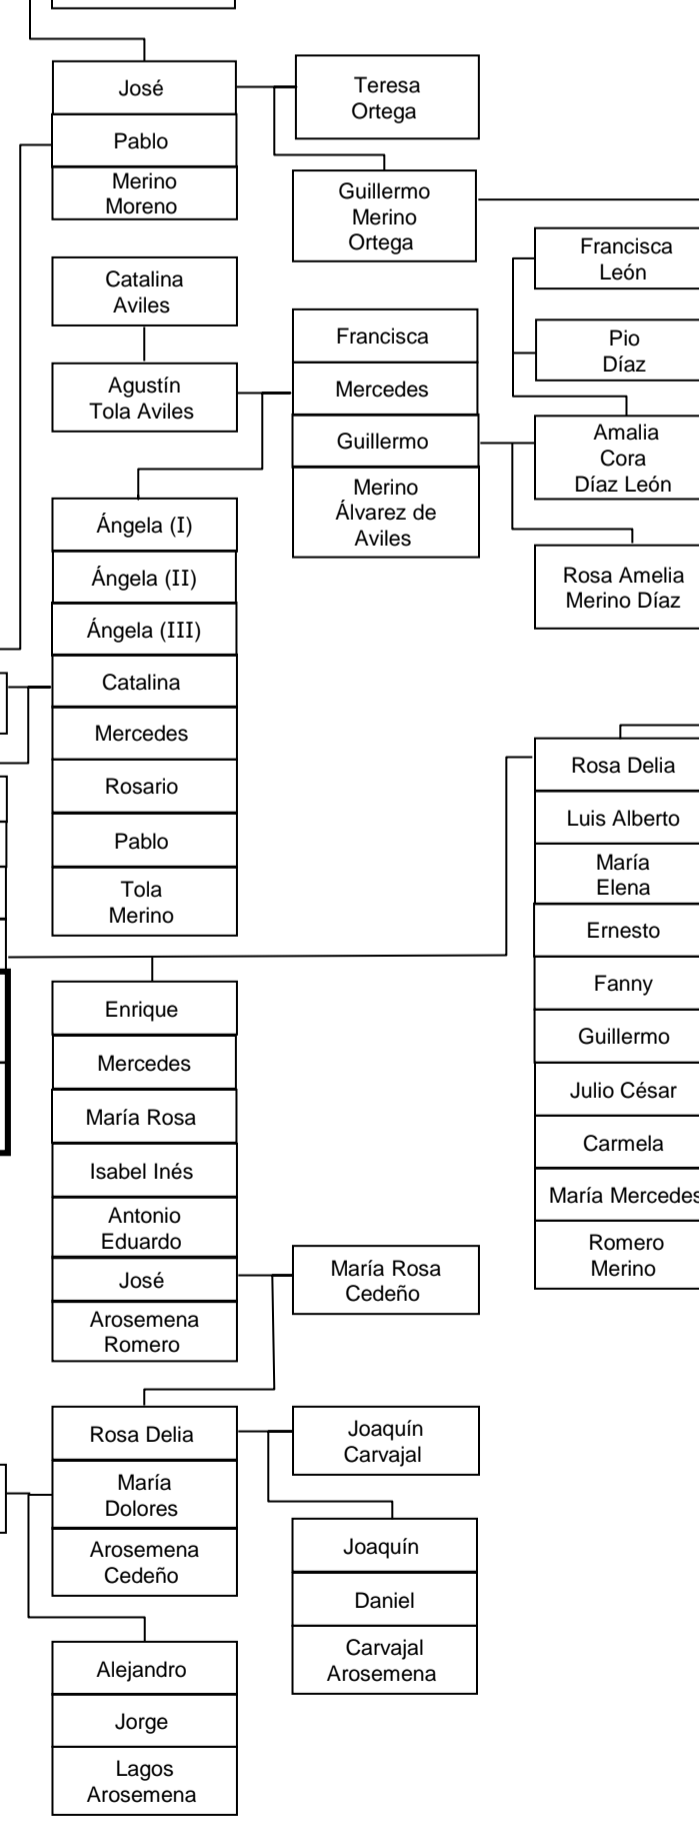 José
Pablo
Merino
Moreno
Teresa
Ortega
Guillermo
Merino
Ortega
Catalina
Aviles
Agustín
Tola Aviles
Francisca
Mercedes
Guillermo
Merino
Álvarez de
Aviles
Francisca
León
Pio
Díaz
Amalia
Cora
Díaz León
Rosa Amelia
Merino Díaz
Ángela (I)
Ángela (II)
Ángela (III)
Catalina
Mercedes
Rosario
Pablo
Tola
Merino
Rosa Delia
Luis Alberto
María
Elena
Ernesto
Fanny
Guillermo
Julio César
Carmela
María Mercedes
Romero
Merino
Enrique
Mercedes
María Rosa
Isabel Inés
Antonio
Eduardo
José
Arosemena
Romero
María Rosa
Cedeño
Rosa Delia
María
Dolores
Arosemena
Cedeño
Joaquín
Carvajal
Joaquín
Daniel
Carvajal
Arosemena
Alejandro
Jorge
Lagos
Arosemena